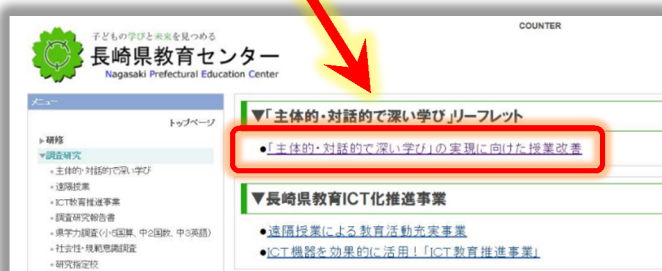 COUNTER
子どもの学びと未来を見つめる
長崎県教育センター
Nagasaki Prefectural Education Center
メニュー
トップページ
▶研修
▼調査研究
・主体的・対話的で深い学び
・遠隔授業
・ICT教育推進事業
・調査研究報告書
・県学力調査(小5国算、中2国数、中3英語)
・社会性・規範意識調査
・研究指定校
▼「主体的・対話的で深い学び」リーフレット
●「主体的・対話的で深い学び」の実現に向けた授業改善
▼長崎県教育ICT化推進事業
●遠隔授業による教育活動充実事業
●ICT機器を効果的に活用！「ICT教育推進事業」